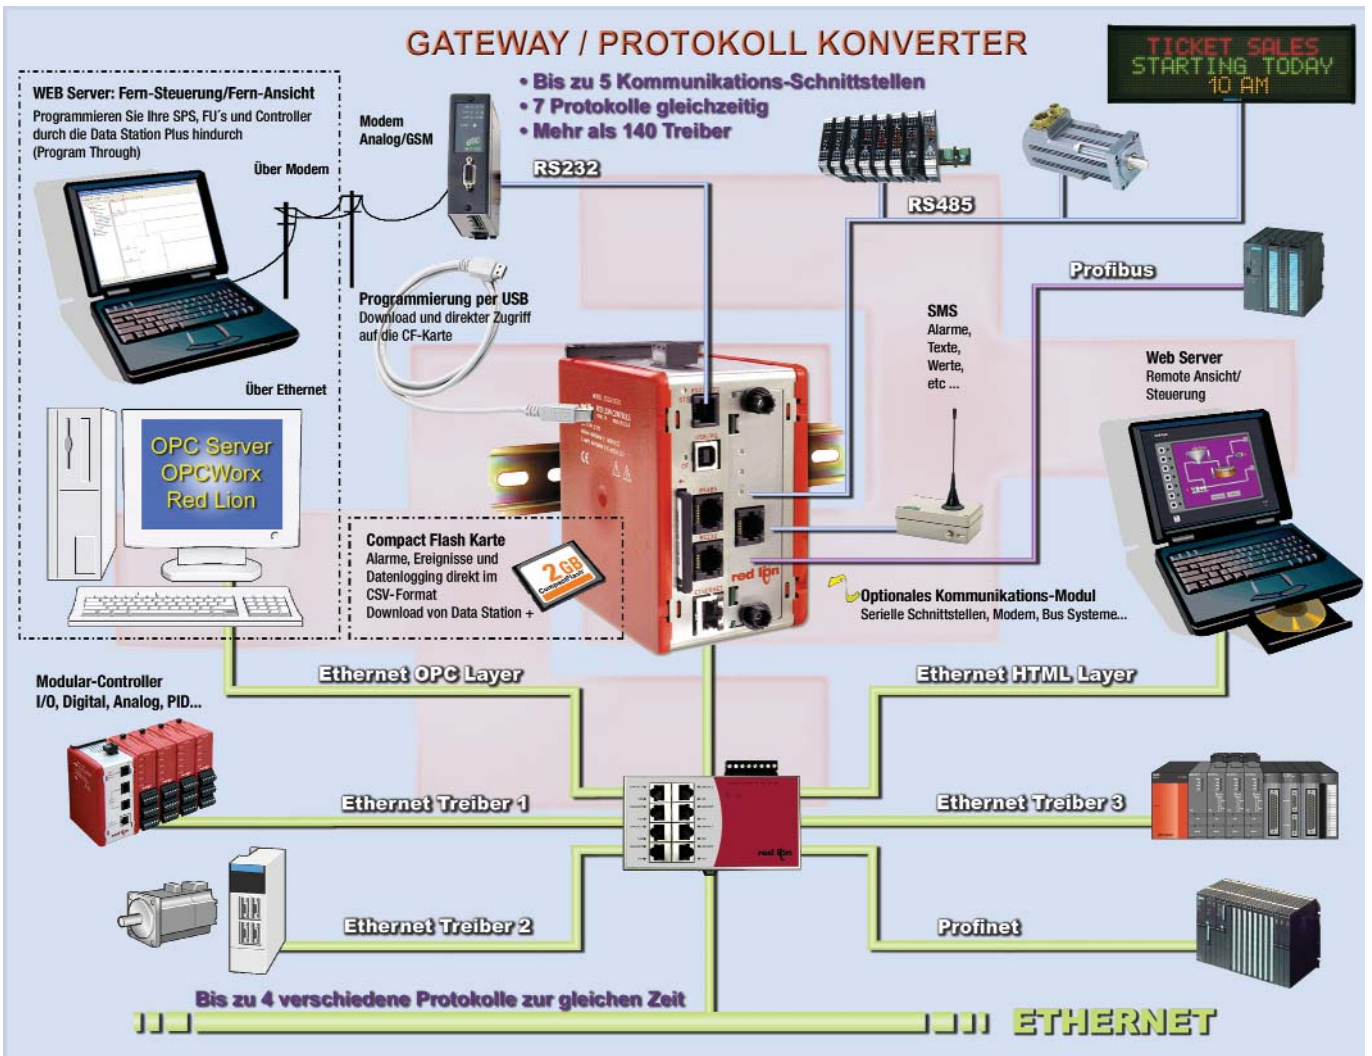 GATEWAY / PROTOKOLL KONVERTER
• Bis zu 5 Kommunikations-Schnittstellen
• 7 Protokolle gleichzeitig
• Mehr als 140 Treiber
TICKET SALES
STARTING TODAY
10 AM
WEB Server: Fern-Steuerung/Fern-Ansicht
Programmieren Sie Ihre SPS, FU´s und Controller
durch die Data Station Plus hindurch
(Program Through)
Über Modem
Modem
Analog/GSM
RS232
RS485
Profibus
Programmierung per USB
Download und direkter Zugriff
auf die CF-Karte
SMS
Alarme,
Texte,
Werte,
etc ...
Web Server
Remote Ansicht/
Steuerung
Über Ethernet
OPC Server
OPCWorx
Red Lion
Compact Flash Karte
Alarme, Ereignisse und
Datenlogging direkt im
CSV-Format
Download von Data Station +
2 GB
CompactFlash
red lion
Optionales Kommunikations-Modul
Serielle Schnittstellen, Modem, Bus Systeme...
Ethernet OPC Layer
Ethernet HTML Layer
Modular-Controller
I/O, Digital, Analog, PID...
red lion
Ethernet Treiber 1
Ethernet Treiber 3
red lion
Ethernet Treiber 2
Profinet
Bis zu 4 verschiedene Protokolle zur gleichen Zeit
ETHERNET